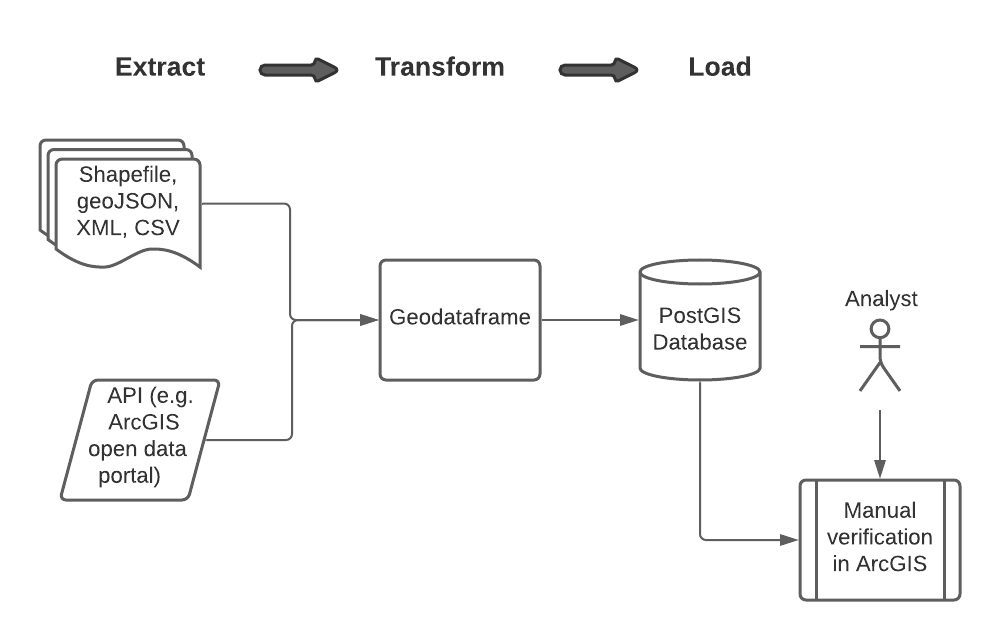 Extract
Transform
Load
Shapefile,
geoJSON,
XML, CSV
API (e.g.
ArcGIS
open data
portal)
Geodataframe
PostGIS
Database
Analyst
Manual
verification
in ArcGIS